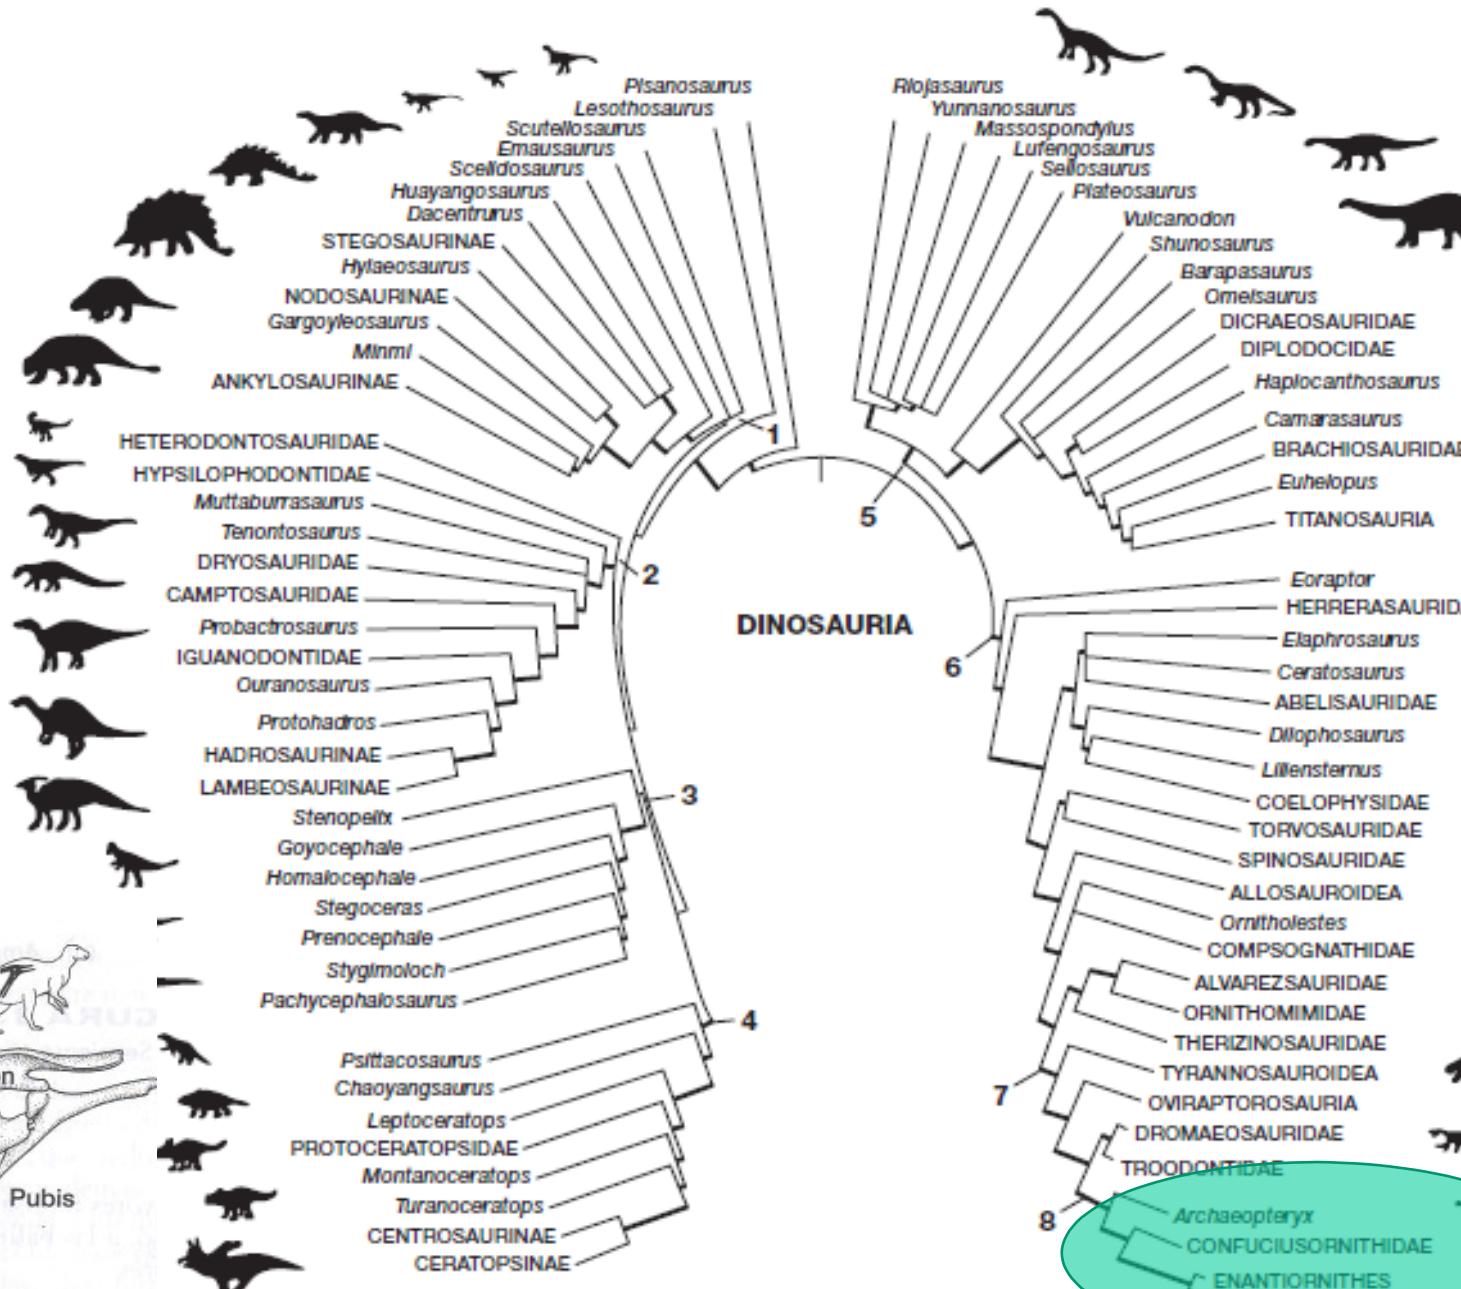 Pisanosaurus
Lesothosaurus
Scutellosaurus
Emausaurus
Scelidosaurus
Huayangosaurus
Dacentrurus
STEGOSAURINAE
Hylaeosaurus
NODOSAURINAE
Gargoyleosaurus
Minmi
ANKYLOSAURINAE
HETERODONTOSAURIDAE
HYPSILOPHODONTIDAE
Muttaburrasaurus
Tenontosaurus
DRYOSAURIDAE
CAMPTOSAURIDAE
Probactrosaurus
IGUANODONTIDAE
Ouranosaurus
Protohadros
HADROSAURINAE
LAMBEOSAURINAE
Stenopelix
Goyocephale
Homalocephale
Stegoceras
Prenocephale
Stygimoloch
Pachycephalosaurus
Psittacosaurus
Chaoyangsaurus
Leptoceratops
PROTOCERATOPSIDAE
Montanoceratops
Turanoceratops
CENTROSAURINAE
CERATOPSINAE
1
2
3
4
DINOSAURIA
5
6
7
8
Riojasaurus
Yunnanosaurus
Massospondylus
Lufengosaurus
Sellosaurus
Plateosaurus
Vulcanodon
Shunosaurus
Barapasaurus
Omeisaurus
DICRAEOSAURIDAE
DIPLODOCIDAE
Haplocanthosaurus
Camarasaurus
BRACHIOSAURIDAE
Euhelopus
TITANOSAURIA
Eoraptor
HERRERASAURID
Elaphrosaurus
Ceratosaurus
ABELISAURIDAE
Dilophosaurus
Liliensternus
COELOPHYSIDAE
TORVOSAURIDAE
SPINOSAURIDAE
ALLOSAUROIDEA
Ornitholestes
COMPSOGNATHIDAE
ALVAREZSAURIDAE
ORNITHOMIMIDAE
THERIZINOSAURIDAE
TYRANNOSAUROIDEA
OVIRAPTOROSAURIA
DROMAEOSAURIDAE
TROODONTIDAE
Archaeopteryx
CONFUCIUSORNITHIDAE
ENANTIORNITHES
Pubis